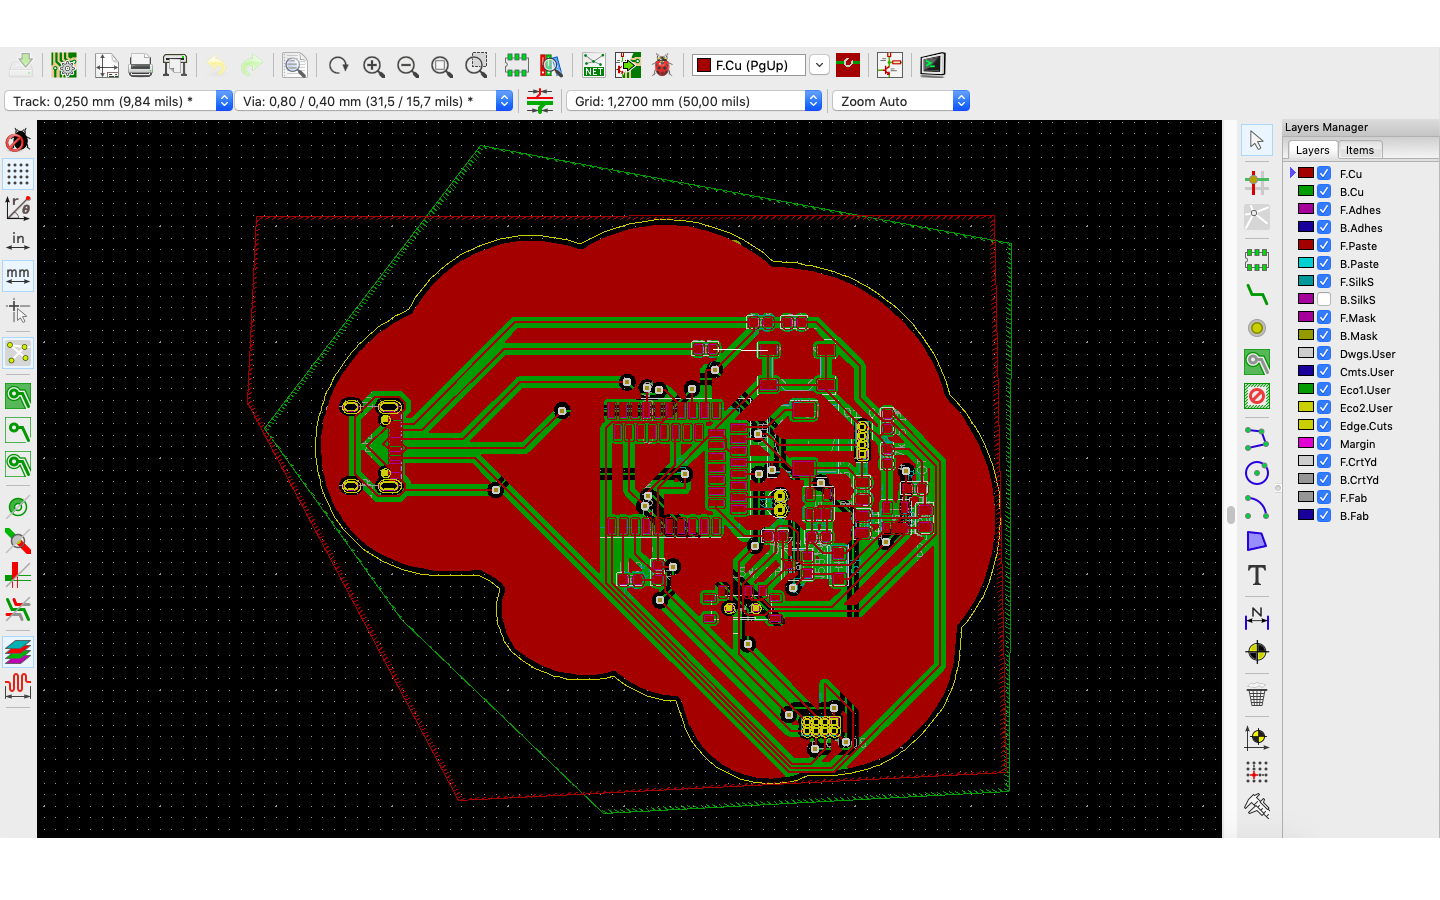 NET
F.Cu (PgUp)
Track: 0,250 mm (9,84 mils) *
Via: 0,80 / 0,40 mm (31,5 / 15,7 mils) *
Grid: 1,2700 mm (50,00 mils)
Zoom Auto
r
θ
in
mm
T
N
Layers Manager
Layers
Items
F.Cu
B.Cu
F.Adhes
B.Adhes
F.Paste
B.Paste
F.SilkS
B.SilkS
F.Mask
B.Mask
Dwgs.User
Cmts.User
Eco1.User
Eco2.User
Edge.Cuts
Margin
F.CrtYd
B.CrtYd
F.Fab
B.Fab